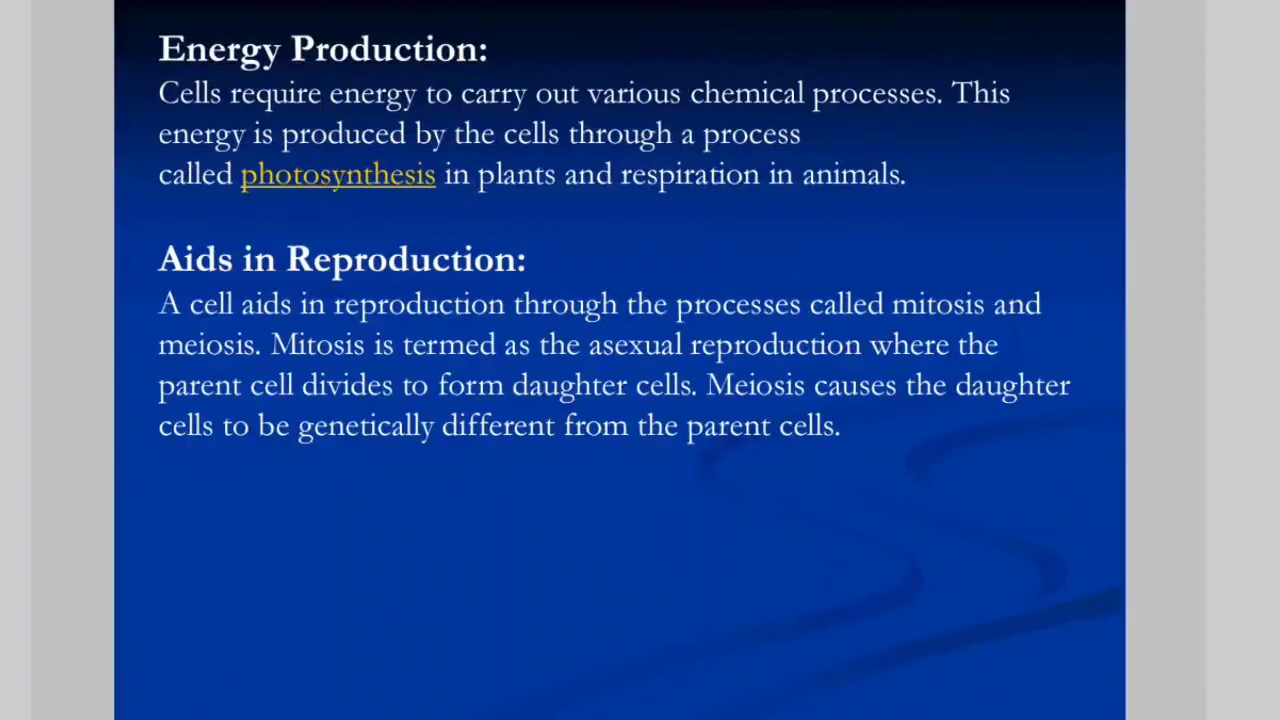 Energy Production:
Cells require energy to carry out various chemical processes. This
energy is produced by the cells through a process
called photosynthesis in plants and respiration in animals.
Aids in Reproduction:
A cell aids in reproduction through the processes called mitosis and
meiosis. Mitosis is termed as the asexual reproduction where the
parent cell divides to form daughter cells. Meiosis causes the daughter
cells to be genetically different from the parent cells.